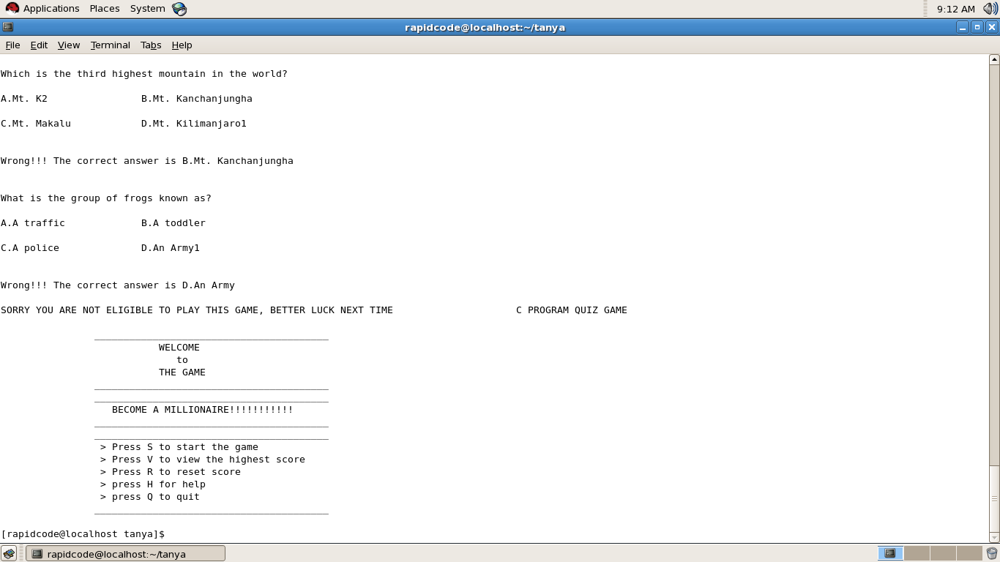 Applications Places System 9:12 AM
rapidcode@localhost:~/tanya
File Edit View Terminal Tabs Help
Which is the third highest mountain in the world?
A.Mt. K2 B.Mt. Kanchanjungha
C.Mt. Makalu D.Mt. Kilimanjaro1
Wrong!!! The correct answer is B.Mt. Kanchanjungha
What is the group of frogs known as?
A.A traffic B.A toddler
C.A police D.An Army1
Wrong!!! The correct answer is D.An Army
SORRY YOU ARE NOT ELIGIBLE TO PLAY THIS GAME, BETTER LUCK NEXT TIME C PROGRAM QUIZ GAME
________________________________________
WELCOME
to
THE GAME
________________________________________
________________________________________
BECOME A MILLIONAIRE!!!!!!!!!!!
________________________________________
________________________________________
> Press S to start the game
> Press V to view the highest score
> Press R to reset score
> press H for help
> press Q to quit
________________________________________
[rapidcode@localhost tanya]$
rapidcode@localhost:~/tanya